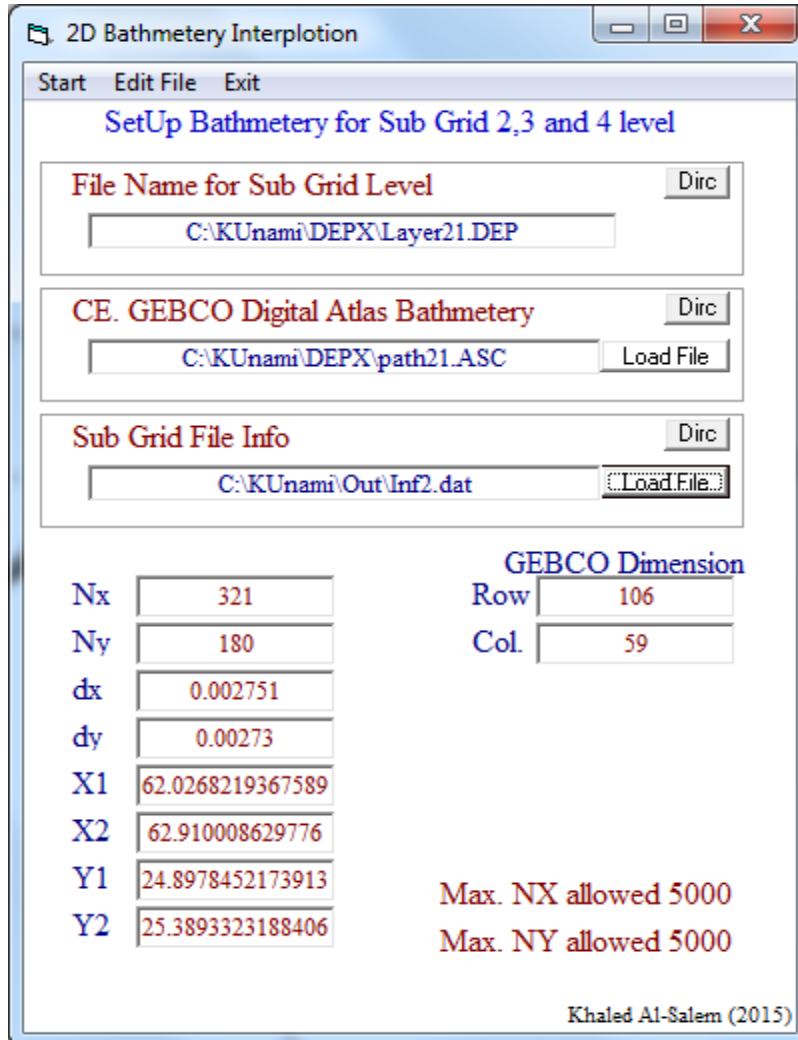 2D Bathmetery Interplotion
Start Edit File Exit
SetUp Bathmetery for Sub Grid 2,3 and 4 level
File Name for Sub Grid Level Dirc
C:\KUnami\DEPX\Layer21.DEP
CE. GEBCO Digital Atlas Bathmetery Dirc
C:\KUnami\DEPX\path21.ASC Load File
Sub Grid File Info Dirc
C:\KUnami\Out\Inf2.dat Load File
GEBCO Dimension
Nx 321 Row 106
Ny 180 Col. 59
dx 0.002751
dy 0.00273
X1 62.0268219367589
X2 62.910008629776
Y1 24.8978452173913
Y2 25.3893323188406
Max. NX allowed 5000
Max. NY allowed 5000
Khaled Al-Salem (2015)